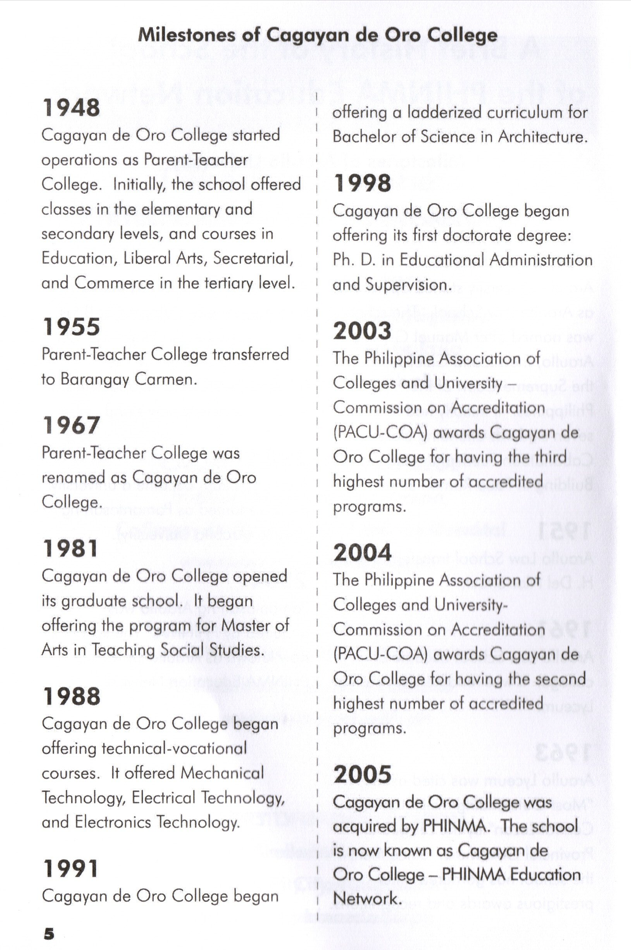 Milestones of Cagayan de Oro College
1948
Cagayan de Oro College started
operations as Parent-Teacher
College. Initially, the school offered
classes in the elementary and
secondary levels, and courses in
Education, Liberal Arts, Secretarial,
and Commerce in the tertiary level.
1955
Parent-Teacher College transferred
to Barangay Carmen.
1967
Parent-Teacher College was
renamed as Cagayan de Oro
College.
1981
Cagayan de Oro College opened
its graduate school. It began
offering the program for Master of
Arts in Teaching Social Studies.
1988
Cagayan de Oro College began
offering technical-vocational
courses. It offered Mechanical
Technology, Electrical Technology,
and Electronics Technology.
1991
Cagayan de Oro College began
offering a ladderized curriculum for
Bachelor of Science in Architecture.
1998
Cagayan de Oro College began
offering its first doctorate degree:
Ph. D. in Educational Administration
and Supervision.
2003
The Philippine Association of
Colleges and University –
Commission on Accreditation
(PACU-COA) awards Cagayan de
Oro College for having the third
highest number of accredited
programs.
2004
The Philippine Association of
Colleges and University-
Commission on Accreditation
(PACU-COA) awards Cagayan de
Oro College for having the second
highest number of accredited
programs.
2005
Cagayan de Oro College was
acquired by PHINMA. The school
is now known as Cagayan de
Oro College – PHINMA Education
Network.
5